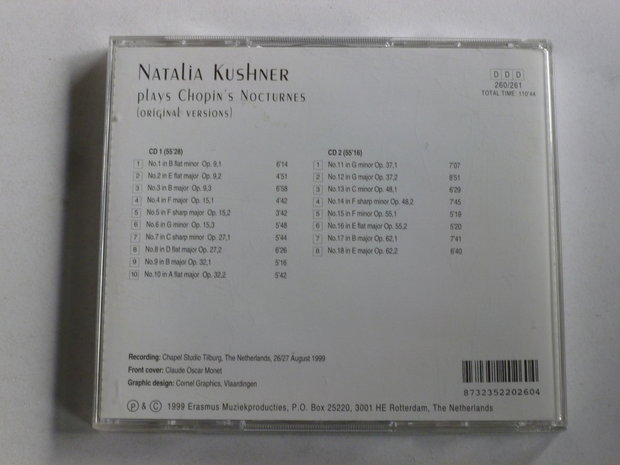 Natalia Kushner
plays Chopin's Nocturnes
(original versions)
D D D
260/261
TOTAL TIME: 110'44
CD 1 (55'28)
1 No.1 in B flat minor Op. 9,1 6'14
2 No.2 in E flat major Op. 9,2 4'51
3 No.3 in B major Op. 9,3 6'58
4 No.4 in F major Op. 15,1 4'42
5 No.5 in F sharp major Op. 15,2 3'42
6 No.6 in G minor Op. 15,3 5'48
7 No.7 in C sharp minor Op. 27,1 5'44
8 No.8 in D flat major Op. 27,2 6'26
9 No.9 in B major Op. 32,1 5'16
10 No.10 in A flat major Op. 32,2 5'42
CD 2 (55'16)
1 No.11 in G minor Op. 37,1 7'07
2 No.12 in G major Op. 37,2 8'51
3 No.13 in C minor Op. 48,1 6'29
4 No.14 in F sharp minor Op. 48,2 7'45
5 No.15 in F minor Op. 55,1 5'19
6 No.16 in E flat major Op. 55,2 5'20
7 No.17 in B major Op. 62,1 7'41
8 No.18 in E major Op. 62,2 6'40
Recording: Chapel Studio Tilburg, The Netherlands, 26/27 August 1999
Front cover: Claude Oscar Monet
Graphic design: Cornel Graphics, Vlaardingen
8732352202604
Ⓟ & © 1999 Erasmus Muziekproducties, P.O. Box 25220, 3001 HE Rotterdam, The Netherlands